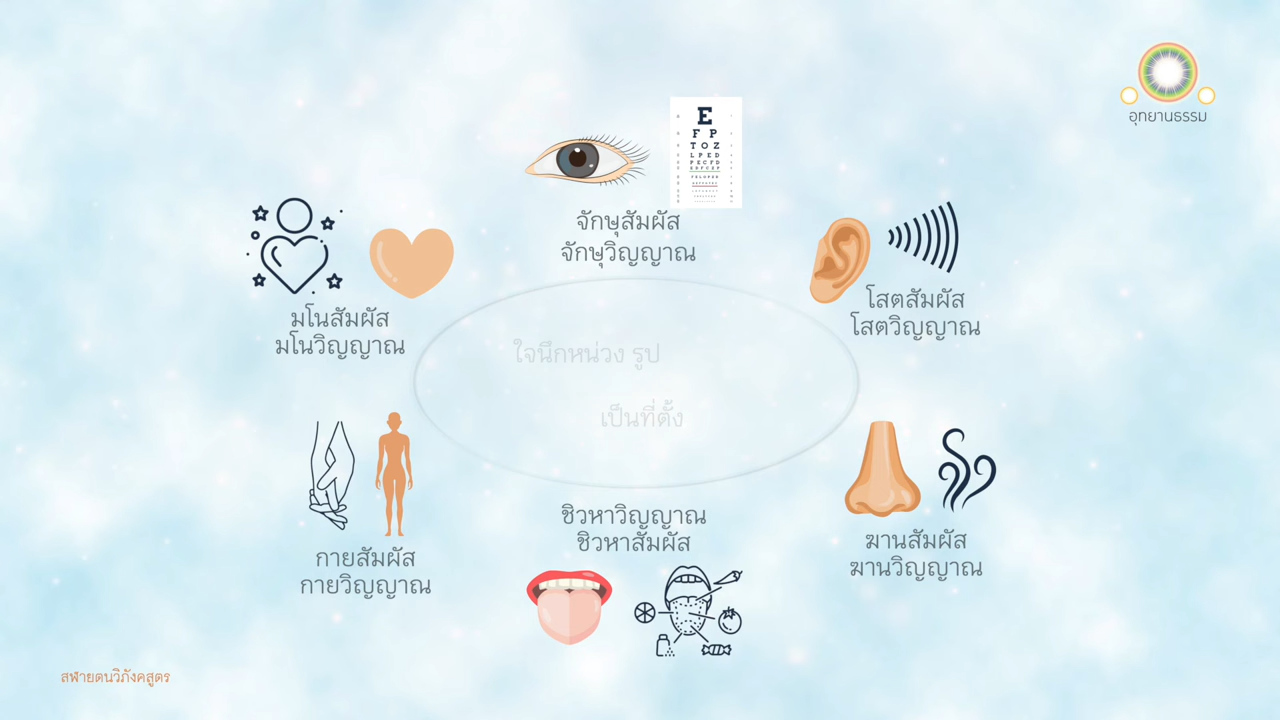 อุทยานธรรม
E
F P
T O Z
L P E D
P E C F D
E D F C Z P
F E L O P Z D
จักษุสัมผัส
จักษุวิญญาณ
โสตสัมผัส
โสตวิญญาณ
มโนสัมผัส
มโนวิญญาณ
ใจนึกหน่วง รูป
เป็นที่ตั้ง
ฆานสัมผัส
ฆานวิญญาณ
ชิวหาวิญญาณ
ชิวหาสัมผัส
กายสัมผัส
กายวิญญาณ
สฬายตนวิภังคสูตร